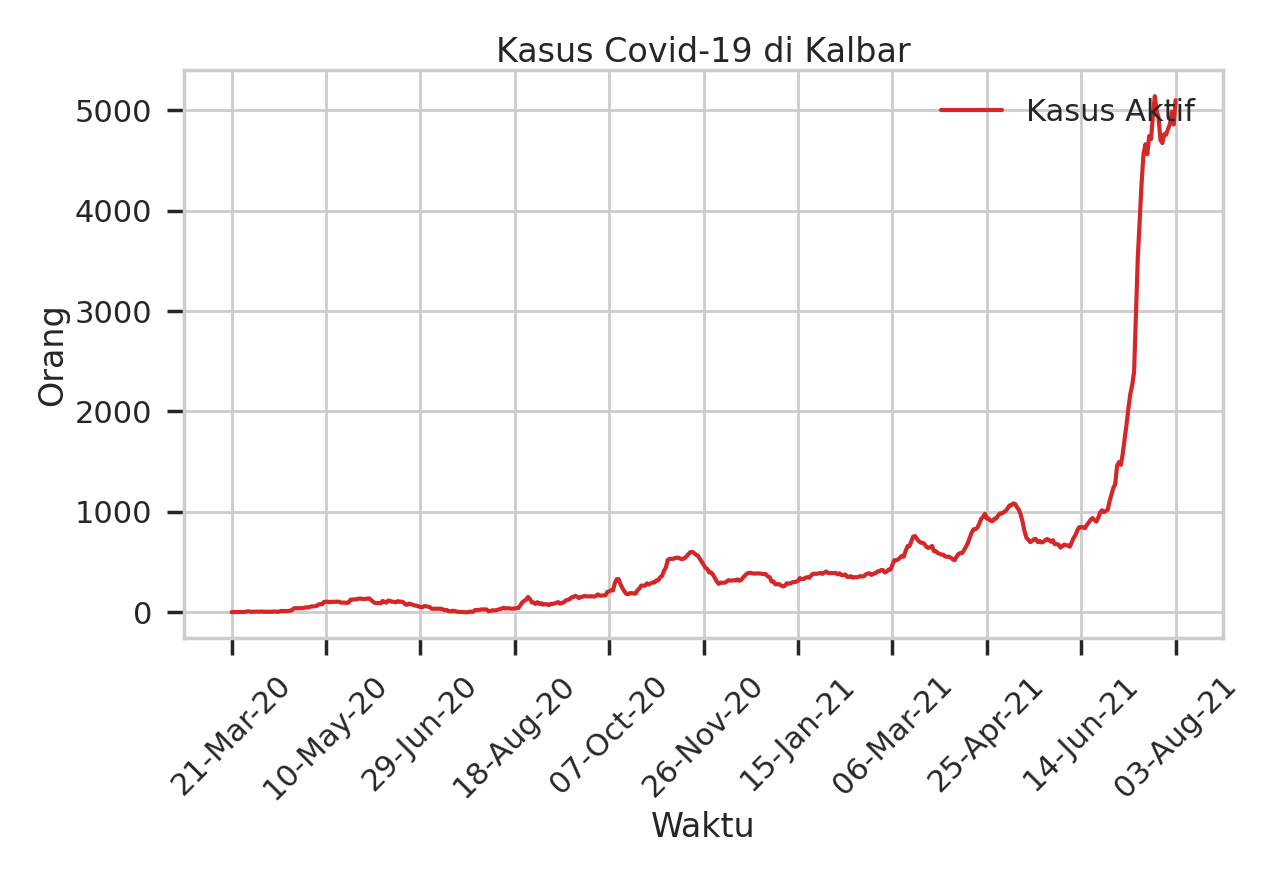 Kasus Covid-19 di Kalbar
Kasus Aktif
Orang
5000
4000
3000
2000
1000
0
21-Mar-20
10-May-20
29-Jun-20
18-Aug-20
07-Oct-20
26-Nov-20
15-Jan-21
06-Mar-21
25-Apr-21
14-Jun-21
03-Aug-21
Waktu